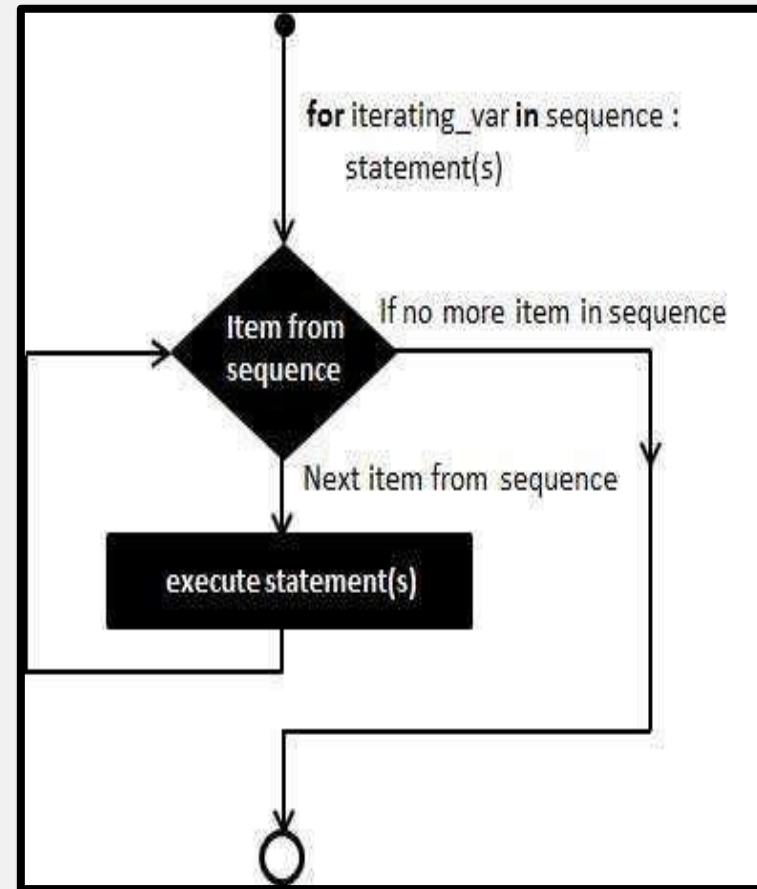 for iterating_var in sequence :
statement(s)
If no more item in sequence
Item from
sequence
Next item from sequence
execute statement(s)